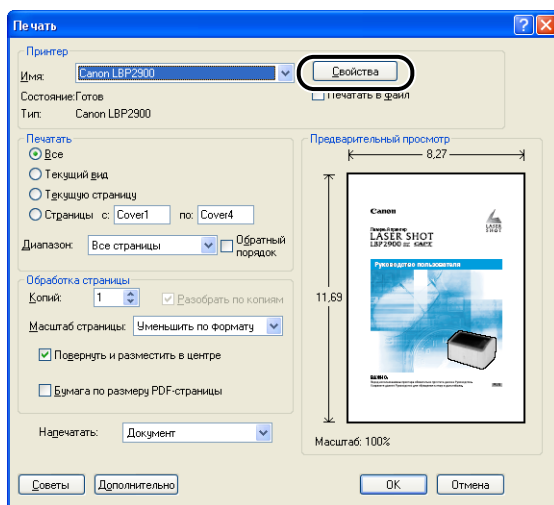 Печать
Принтер
Имя: Canon LBP2900 Свойства
Состояние: Готов Печатать в файл
Тип: Canon LBP2900
Печатать
Все
Текущий вид
Текущую страницу
Страницы с: Cover1 по: Cover4
Диапазон: Все страницы Обратный порядок
Обработка страницы
Копий: 1 Разобрать по копиям
Масштаб страницы: Уменьшить по формату
Повернуть и разместить в центре
Бумага по размеру PDF-страницы
Напечатать: Документ
Предварительный просмотр
8,27
11,69
Canon
LASER SHOT
LBP2900
Руководство пользователя
LASER SHOT
ВАЖНО:
Масштаб: 100%
Советы Дополнительно OK Отмена